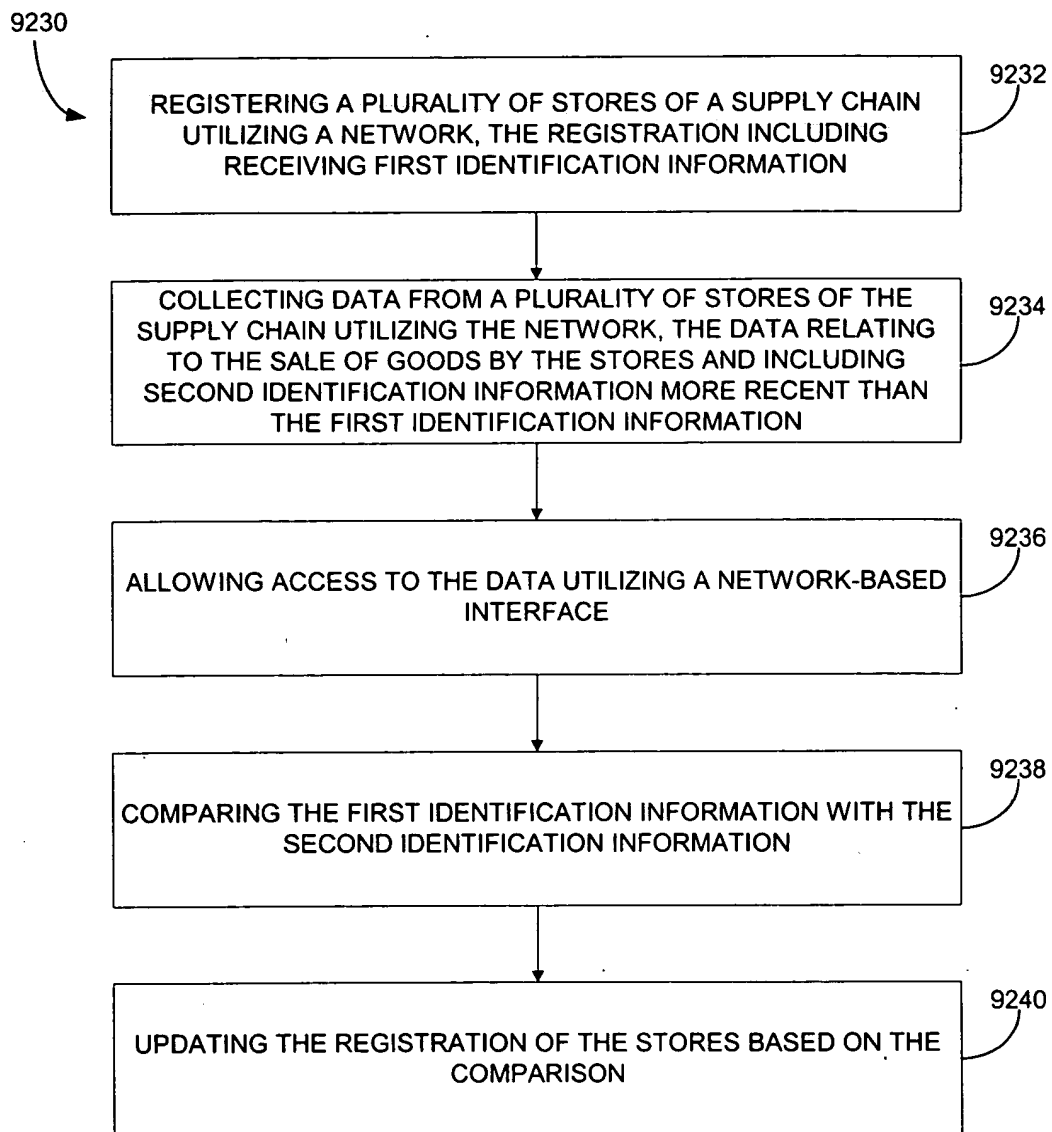 9230
9232
REGISTERING A PLURALITY OF STORES OF A SUPPLY CHAIN
UTILIZING A NETWORK, THE REGISTRATION INCLUDING
RECEIVING FIRST IDENTIFICATION INFORMATION
9234
COLLECTING DATA FROM A PLURALITY OF STORES OF THE
SUPPLY CHAIN UTILIZING THE NETWORK, THE DATA RELATING
TO THE SALE OF GOODS BY THE STORES AND INCLUDING
SECOND IDENTIFICATION INFORMATION MORE RECENT THAN
THE FIRST IDENTIFICATION INFORMATION
9236
ALLOWING ACCESS TO THE DATA UTILIZING A NETWORK-BASED
INTERFACE
9238
COMPARING THE FIRST IDENTIFICATION INFORMATION WITH THE
SECOND IDENTIFICATION INFORMATION
9240
UPDATING THE REGISTRATION OF THE STORES BASED ON THE
COMPARISON